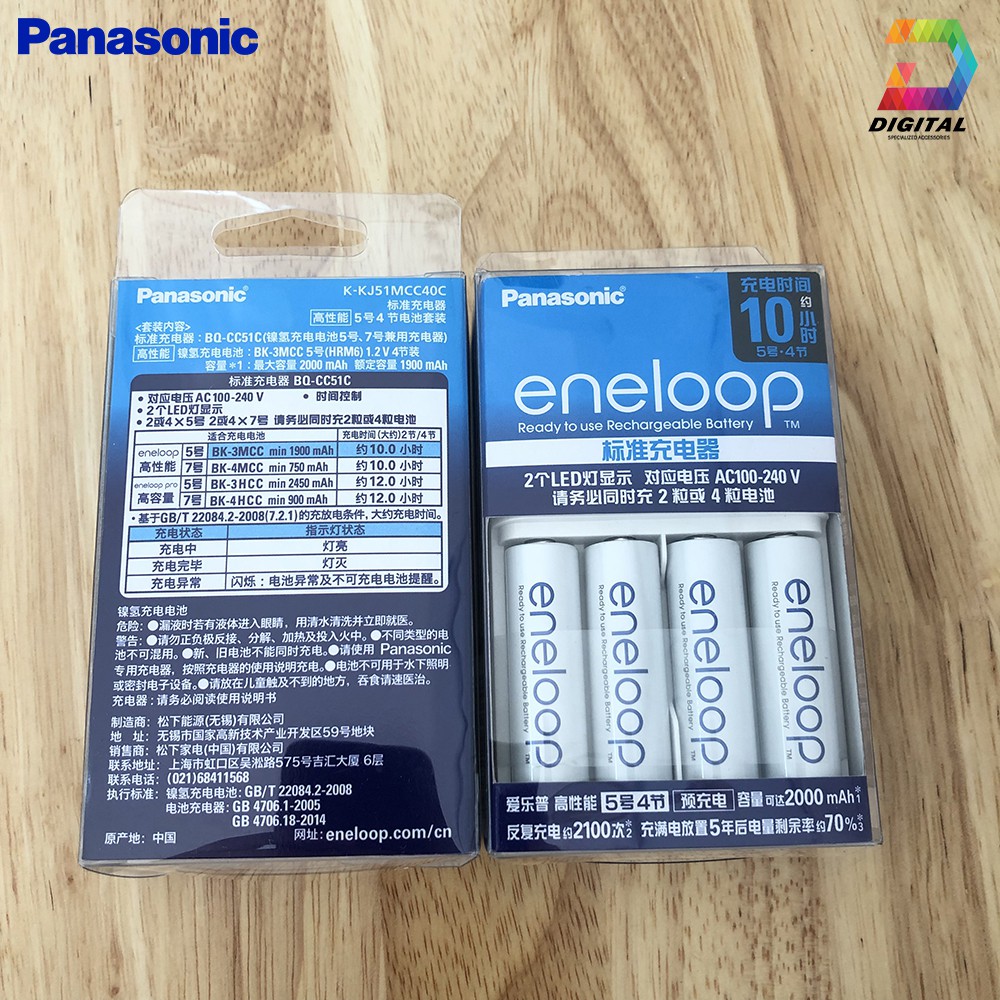 Panasonic
DIGITAL
SPECIALIZED ACCESSORIES
Panasonic
K-KJ51MCC40C
标准充电器
高性能 5号4节电池套装
<套装内容>
标准充电器：BQ-CC51C(镍氢充电电池5号、7号兼用充电器)
高性能 镍氢充电电池：BK-3MCC 5号(HRM6) 1.2V 4节装
容量*1：最大容量 2000 mAh 额定容量 1900 mAh
标准充电器 BQ-CC51C
• 对应电压 AC100-240 V • 时间控制
• 2个LED灯显示
• 2或4×5号 2或4×7号 请务必同时充2粒或4粒电池
适合充电电池 充电时间(大约)2节/4节
eneloop 高性能 5号 BK-3MCC min 1900 mAh 约10.0 小时
7号 BK-4MCC min 750 mAh 约10.0 小时
eneloop pro 高容量 5号 BK-3HCC min 2450 mAh 约12.0 小时
7号 BK-4HCC min 900 mAh 约12.0 小时
• 基于GB/T 22084.2-2008(7.2.1)的充放电条件，大约充电时间。
充电状态 指示灯状态
充电中 灯亮
充电完毕 灯灭
充电异常 闪烁：电池异常及不可充电电池提醒。
镍氢充电电池
危险：●漏液时若有液体进入眼睛，用清水清洗并立即就医。
警告：●请勿正负极反接、分解、加热及投入火中。●不同类型的电
池不可混用。●新、旧电池不能同时充电。●请使用 Panasonic
专用充电器，按照充电器的使用说明充电。●电池不可用于水下照明
或密封电子设备。●请放在儿童触及不到的地方，吞食请速医治。
充电器：请务必阅读使用说明书
制造商：松下能源(无锡)有限公司
地 址：无锡市国家高新技术产业开发区59号地块
销售商：松下家电(中国)有限公司
联系地址：上海市虹口区吴淞路575号吉汇大厦 6层
联系电话：(021)68411568
执行标准：镍氢充电电池：GB/T 22084.2-2008
电池充电器：GB 4706.1-2005
GB 4706.18-2014
原产地：中国 网址：eneloop.com/cn
Panasonic
充电时间
约10小时
5号·4节
eneloop
Ready to use Rechargeable Battery TM
标准充电器
2个LED灯显示 对应电压 AC100-240 V
请务必同时充 2 粒或 4 粒电池
eneloop
Ready to use Rechargeable Battery
TM
eneloop
Ready to use Rechargeable Battery
eneloop
Ready to use Rechargeable Battery
TM
eneloop
Ready to use Rechargeable Battery
TM
爱乐普 高性能 5号4节 预充电 容量可达2000 mAh*1
反复充电约2100次*2 充满电放置5年后电量剩余率约70%*3